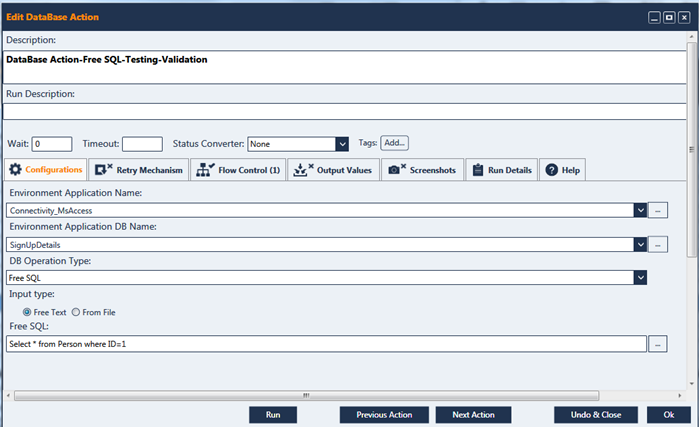 Edit DataBase Action
Description:
DataBase Action-Free SQL-Testing-Validation
Run Description:
Wait: 0 Timeout: Status Converter: None Tags: Add...
Configurations Retry Mechanism Flow Control (1) Output Values Screenshots Run Details ? Help
Environment Application Name:
Connectivity_MsAccess ...
Environment Application DB Name:
SignUpDetails ...
DB Operation Type:
Free SQL
Input type:
Free Text From File
Free SQL:
Select * from Person where ID=1 ...
Run Previous Action Next Action Undo & Close Ok